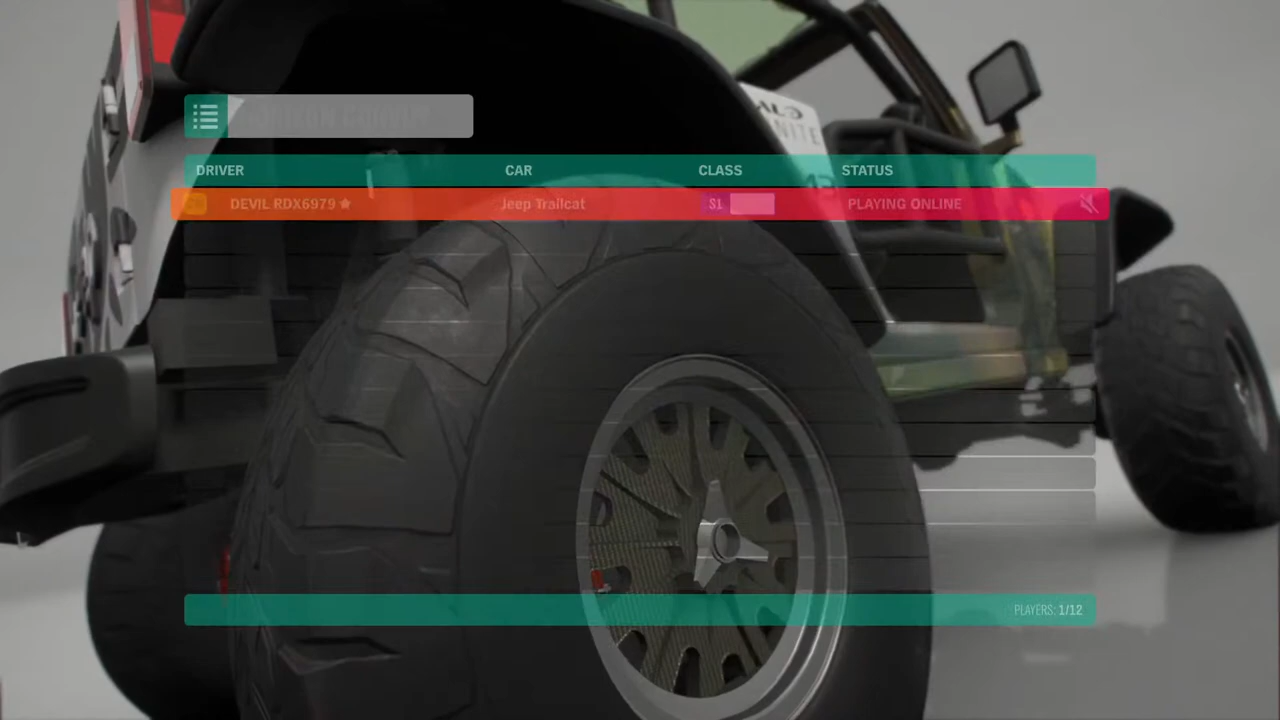 DRIVER CAR CLASS STATUS
DEVIL RDX6979★ Jeep Trailcat S1 PLAYING ONLINE
PLAYERS: 1/12